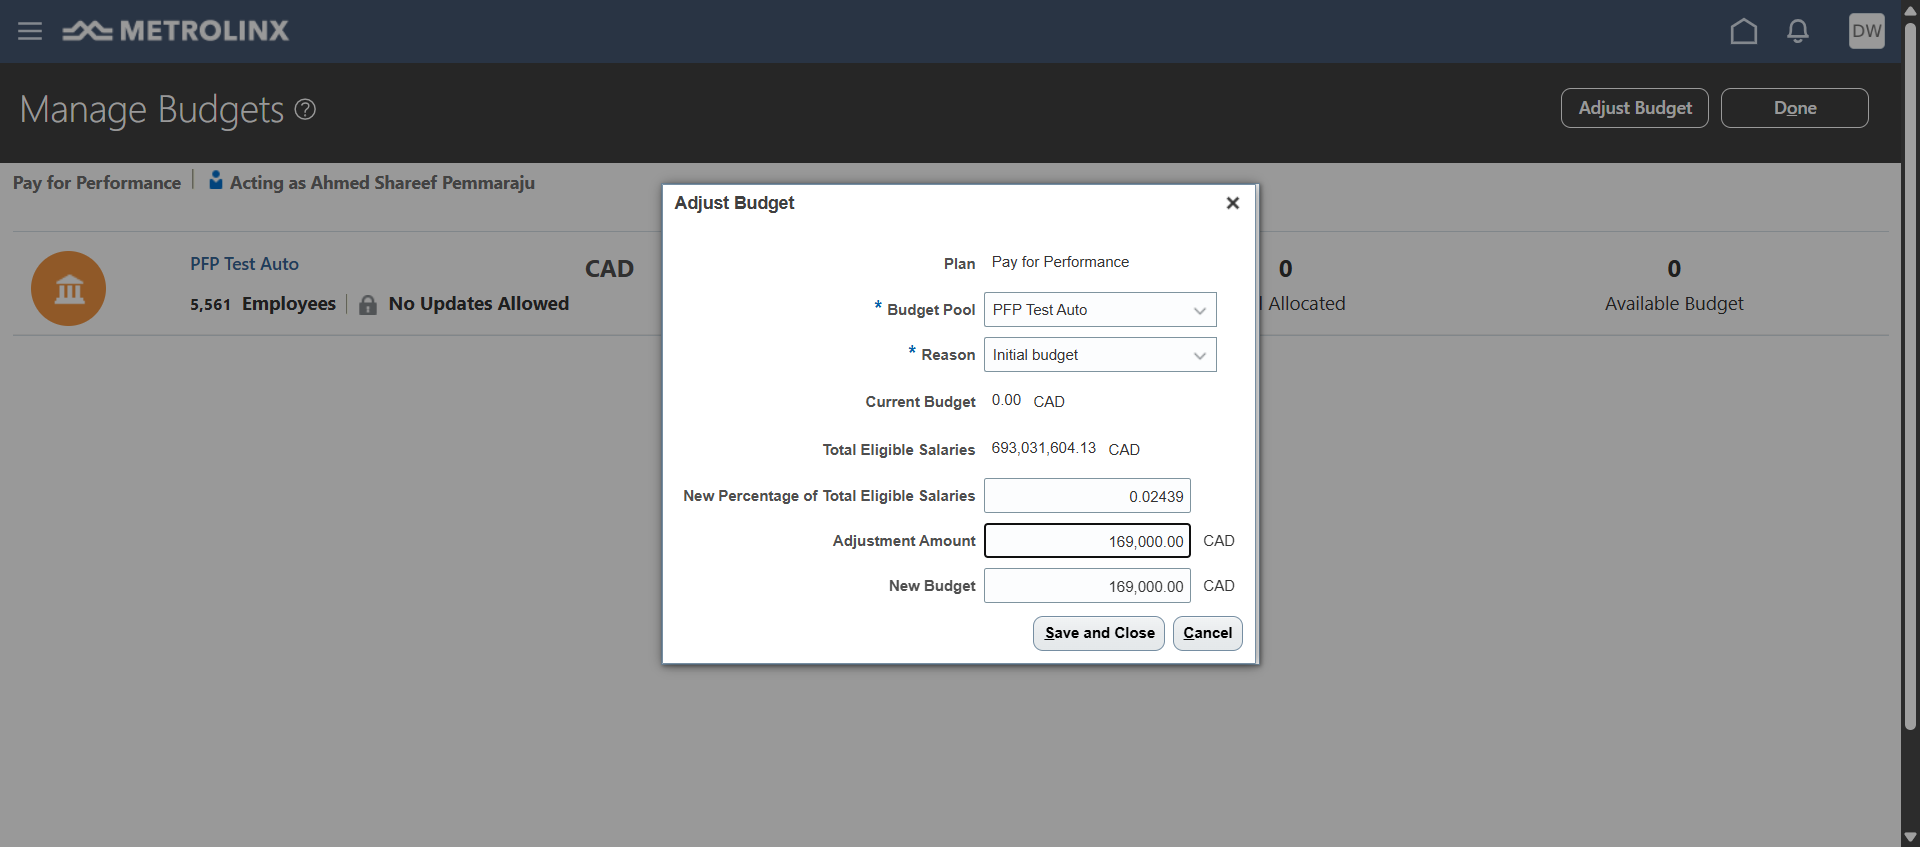 METROLINX
DW
Manage Budgets ?
Adjust Budget
Done
Pay for Performance
Acting as Ahmed Shareef Pemmaraju
PFP Test Auto
CAD
5,561 Employees
No Updates Allowed
0
Allocated
0
Available Budget
Adjust Budget
Plan Pay for Performance
* Budget Pool PFP Test Auto
* Reason Initial budget
Current Budget 0.00 CAD
Total Eligible Salaries 693,031,604.13 CAD
New Percentage of Total Eligible Salaries 0.02439
Adjustment Amount 169,000.00 CAD
New Budget 169,000.00 CAD
Save and Close Cancel